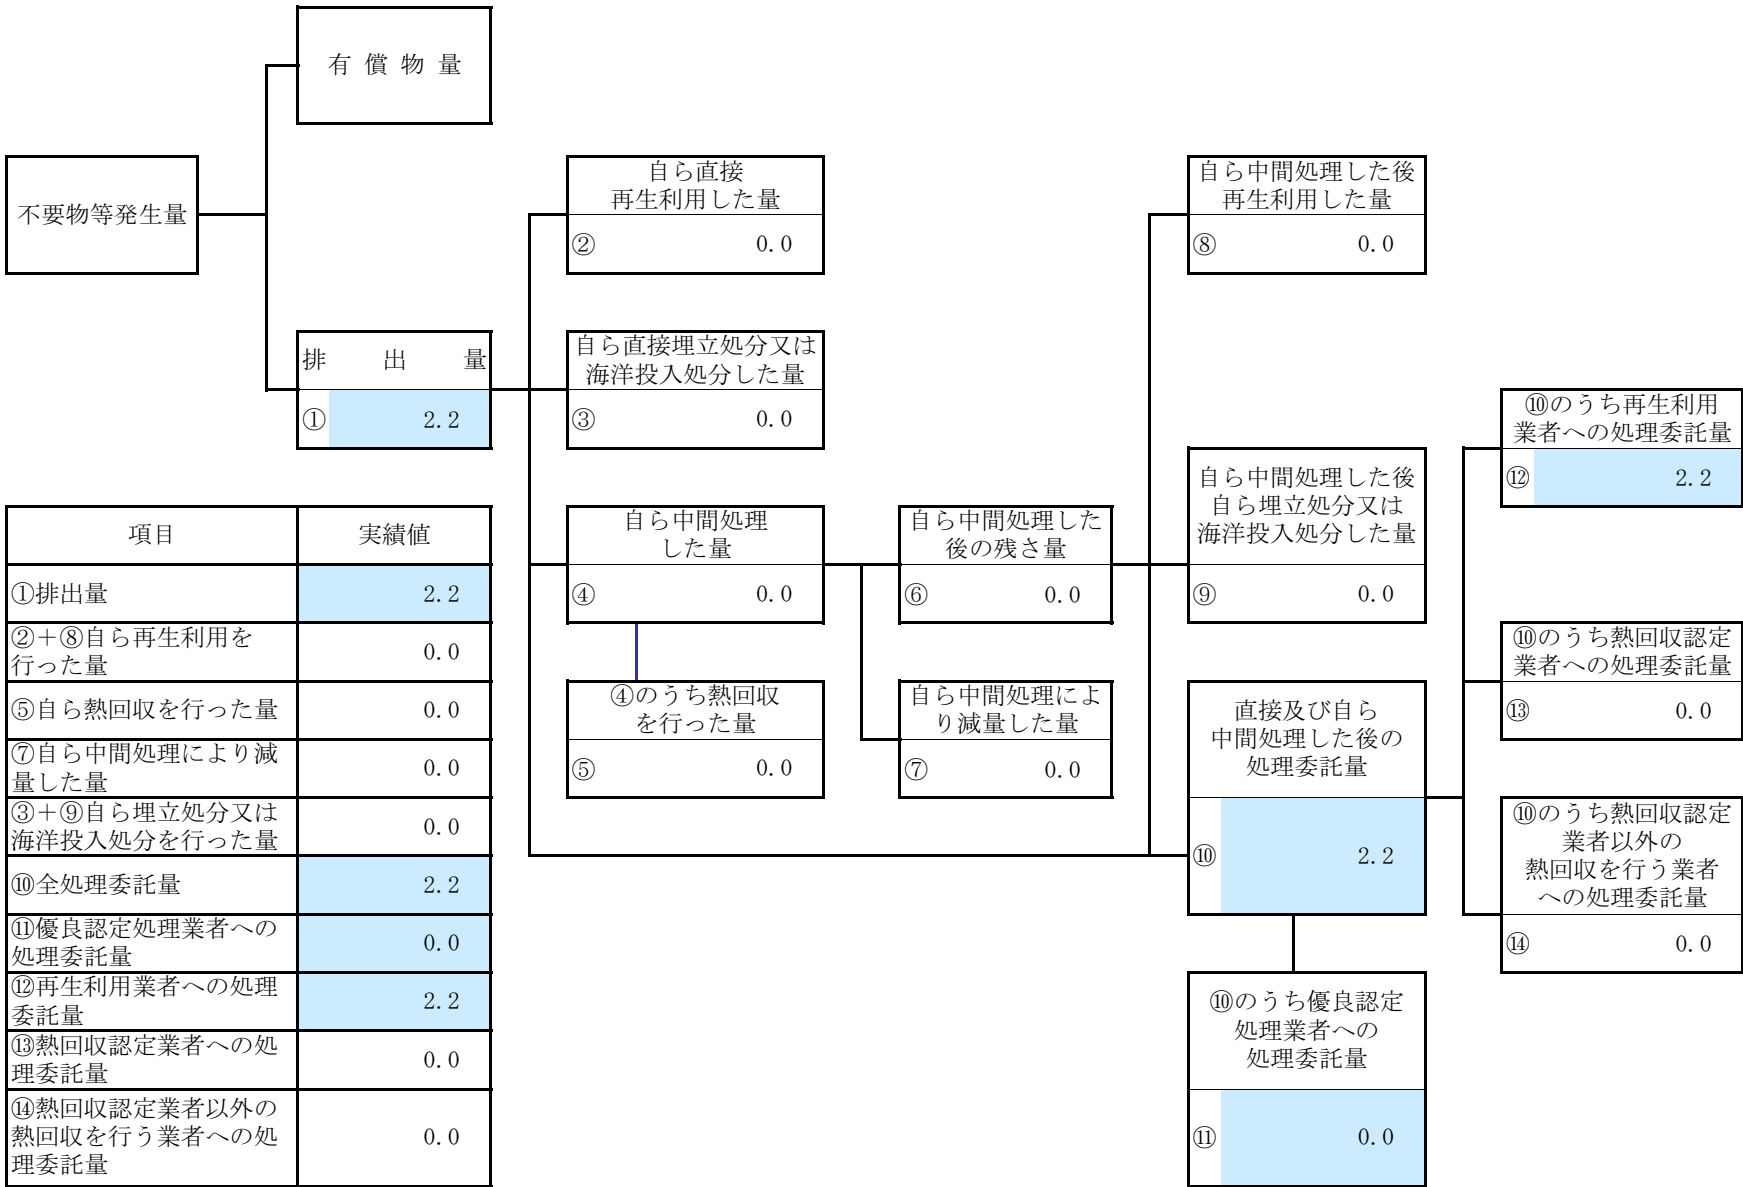 有 償 物 量
不要物等発生量
自ら直接
再生利用した量
② 0.0
自ら中間処理した後
再生利用した量
⑧ 0.0
排 出 量
① 2.2
自ら直接埋立処分又は
海洋投入処分した量
③ 0.0
⑩のうち再生利用
業者への処理委託量
⑫ 2.2
自ら中間処理した後
自ら埋立処分又は
海洋投入処分した量
⑨ 0.0
自ら中間処理
した量
④ 0.0
自ら中間処理した
後の残さ量
⑥ 0.0
⑩のうち熱回収認定
業者への処理委託量
⑬ 0.0
④のうち熱回収
を行った量
⑤ 0.0
自ら中間処理によ
り減量した量
⑦ 0.0
直接及び自ら
中間処理した後の
処理委託量
⑩ 2.2
⑩のうち熱回収認定
業者以外の
熱回収を行う業者
への処理委託量
⑭ 0.0
⑩のうち優良認定
処理業者への
処理委託量
⑪ 0.0
項目 実績値
①排出量 2.2
②+⑧自ら再生利用を
行った量 0.0
⑤自ら熱回収を行った量 0.0
⑦自ら中間処理により減
量した量 0.0
③+⑨自ら埋立処分又は
海洋投入処分を行った量 0.0
⑩全処理委託量 2.2
⑪優良認定処理業者への
処理委託量 0.0
⑫再生利用業者への処理
委託量 2.2
⑬熱回収認定業者への処
理委託量 0.0
⑭熱回収認定業者以外の
熱回収を行う業者への処
理委託量 0.0